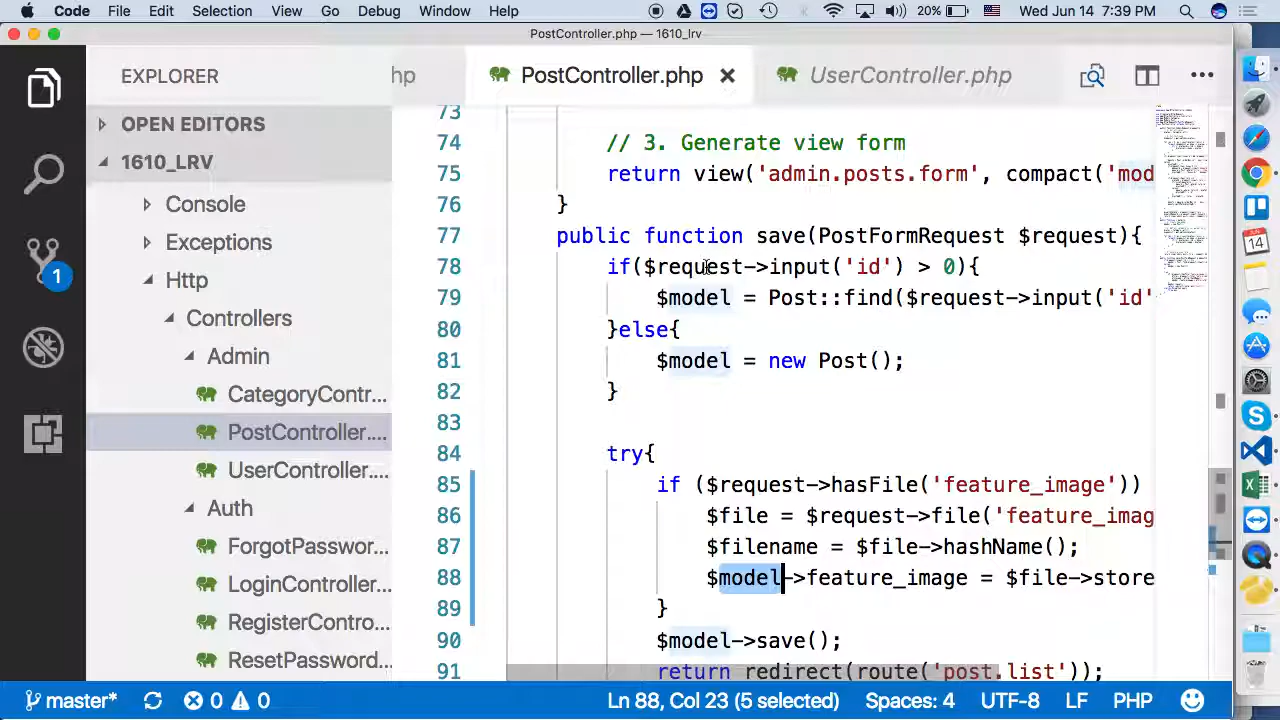 Code File Edit Selection View Go Debug Window Help 20% Wed Jun 14 7:39 PM
PostController.php — 1610_lrv
EXPLORER hp PostController.php UserController.php
OPEN EDITORS
1610_LRV
Console
Exceptions
Http
Controllers
Admin
CategoryContr...
PostController....
UserController....
Auth
ForgotPasswor...
LoginController...
RegisterContro...
ResetPassword...
1
73
74 // 3. Generate view form
75 return view('admin.posts.form', compact('mod
76 }
77 public function save(PostFormRequest $request){
78 if($request->input('id') > 0){
79 $model = Post::find($request->input('id'
80 }else{
81 $model = new Post();
82 }
83
84 try{
85 if ($request->hasFile('feature_image'))
86 $file = $request->file('feature_imag
87 $filename = $file->hashName();
88 $model->feature_image = $file->store
89 }
90 $model->save();
91 return redirect(route('post.list'));
JUN
14
master* 0 0 Ln 88, Col 23 (5 selected) Spaces: 4 UTF-8 LF PHP